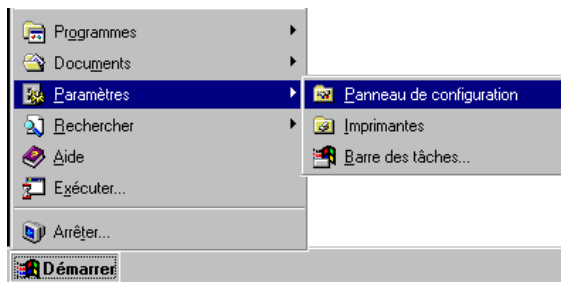 Programmes
Documents
Paramètres
Panneau de configuration
Rechercher
Imprimantes
Aide
Barre des tâches...
Exécuter...
Arrêter...
Démarrer